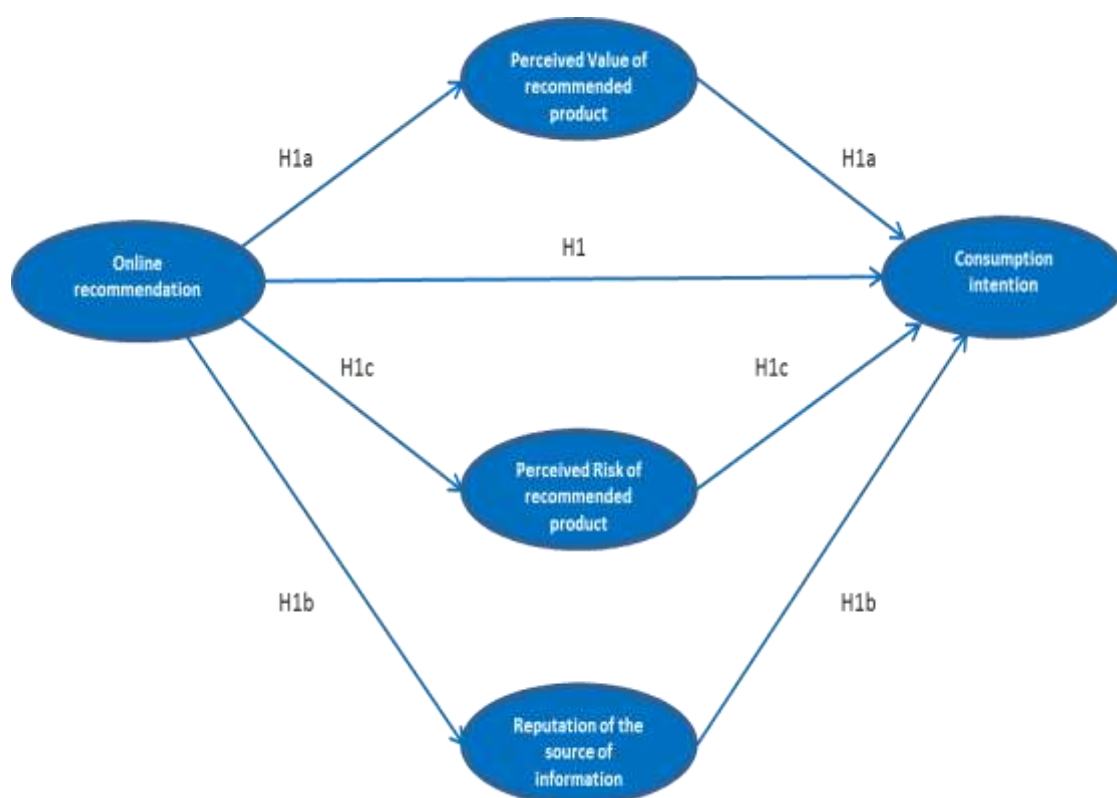 Perceived Value of
recommended
product
H1a
H1a
Online
recommendation
H1
Consumption
intention
H1c
H1c
Perceived Risk of
recommended
product
H1b
H1b
Reputation of the
source of
information